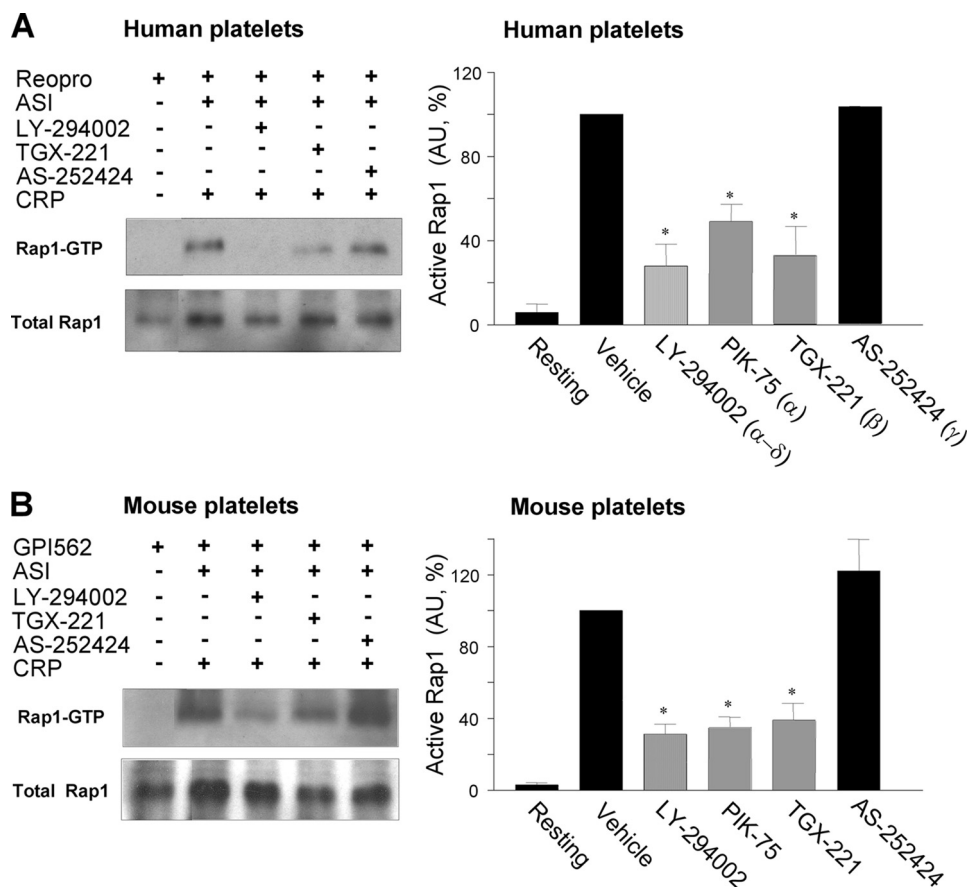 A
Human platelets
Reopro + + + + +
ASI - + + + +
LY-294002 - - + - -
TGX-221 - - - + -
AS-252424 - - - - +
CRP - + + + +
Rap1-GTP
Total Rap1
Human platelets
Active Rap1 (AU, %)
120
80
40
0
Resting
Vehicle
LY-294002 (α–δ)
PIK-75 (α)
TGX-221 (β)
AS-252424 (γ)
*
*
*
B
Mouse platelets
GPI562 + + + + +
ASI - + + + +
LY-294002 - - + - -
TGX-221 - - - + -
AS-252424 - - - - +
CRP - + + + +
Rap1-GTP
Total Rap1
Mouse platelets
Active Rap1 (AU, %)
120
80
40
0
Resting
Vehicle
LY-294002
PIK-75
TGX-221
AS-252424
*
*
*